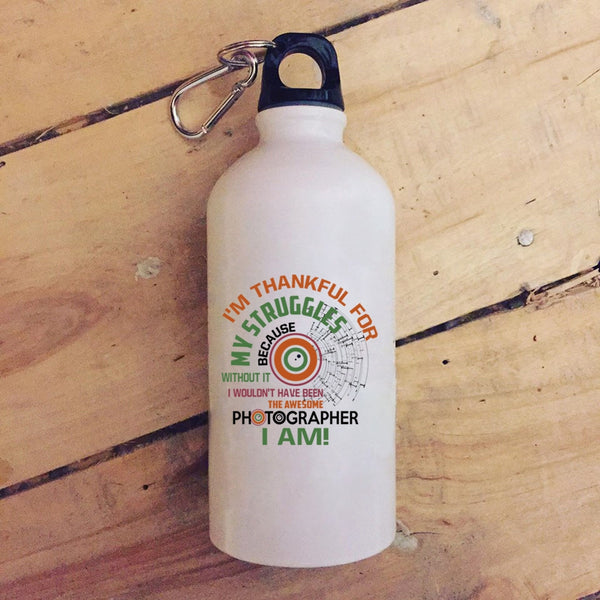 I'M THANKFUL FOR
MY STRUGGLES
BECAUSE
WITHOUT IT
I WOULDN'T HAVE BEEN
THE AWESOME
PHOTOGRAPHER
I AM!